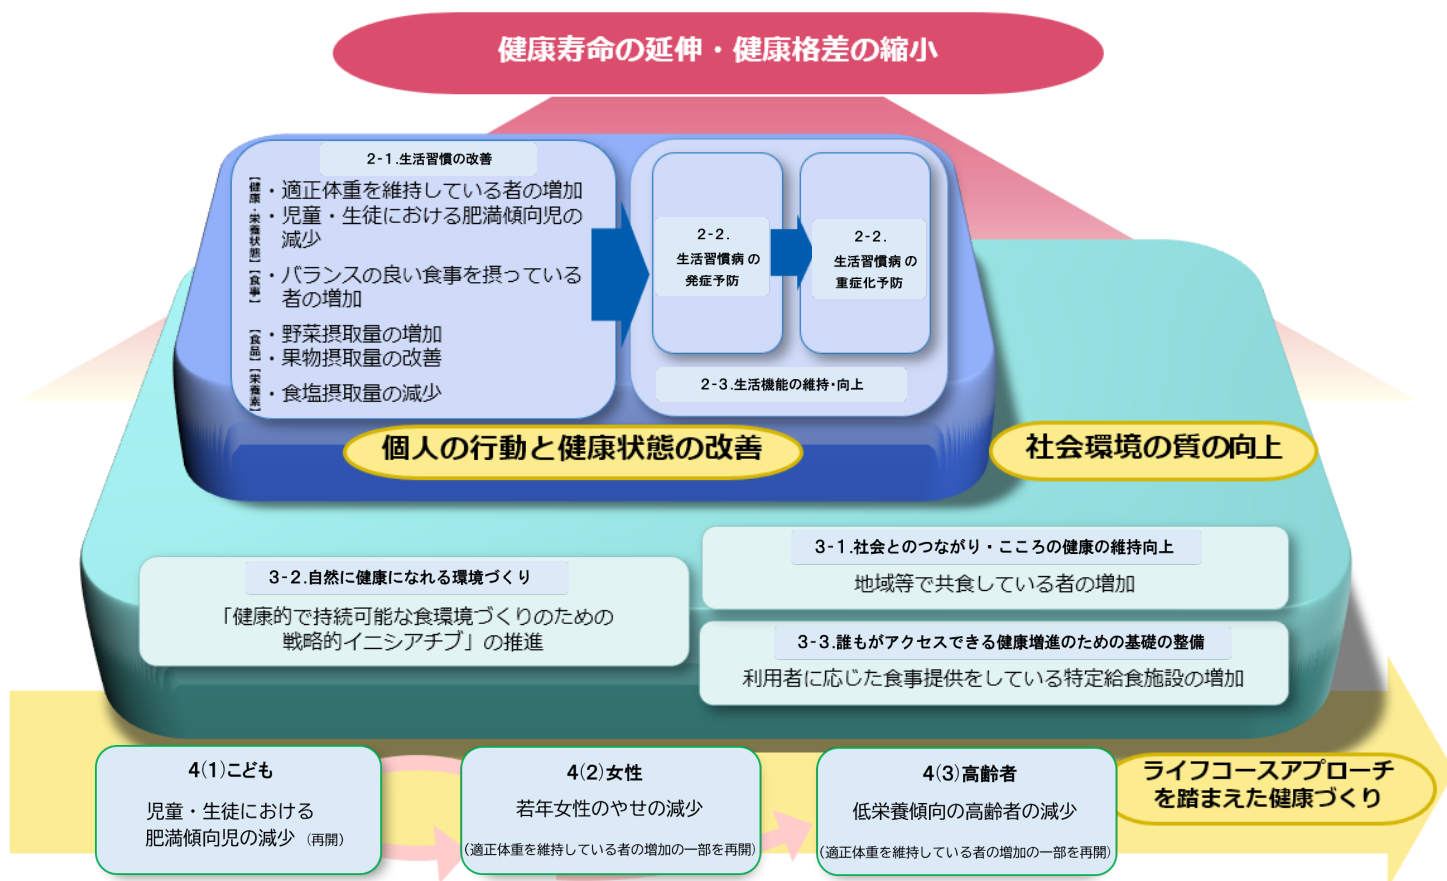 健康寿命の延伸・健康格差の縮小
2-1.生活習慣の改善
【健康・栄養状態】
・適正体重を維持している者の増加
・児童・生徒における肥満傾向児の
減少
【食事】
・バランスの良い食事を摂っている
者の増加
【食品】
・野菜摂取量の増加
・果物摂取量の改善
【栄養素】
・食塩摂取量の減少
2-2.
生活習慣病の
発症予防
2-2.
生活習慣病の
重症化予防
2-3.生活機能の維持・向上
個人の行動と健康状態の改善
社会環境の質の向上
3-1.社会とのつながり・こころの健康の維持向上
地域等で共食している者の増加
3-2.自然に健康になれる環境づくり
「健康的で持続可能な食環境づくりのための
戦略的イニシアチブ」の推進
3-3.誰もがアクセスできる健康増進のための基礎の整備
利用者に応じた食事提供をしている特定給食施設の増加
4(1)こども
児童・生徒における
肥満傾向児の減少（再開）
4(2)女性
若年女性のやせの減少
(適正体重を維持している者の増加の一部を再開)
4(3)高齢者
低栄養傾向の高齢者の減少
(適正体重を維持している者の増加の一部を再開)
ライフコースアプローチ
を踏まえた健康づくり